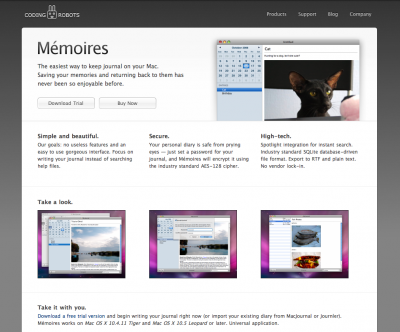 CODING ROBOTS
Products Support Blog Company
Mémoires
The easiest way to keep journal on your Mac.
Saving your memories and returning back to them has
never been so enjoyable before.
Download Trial Buy Now
Simple and beautiful.
Our goals: no useless features and an
easy to use gorgeous interface. Focus on
writing your journal instead of searching
help files.
Secure.
Your personal diary is safe from prying
eyes — just set a password for your
journal, and Mémoires will encrypt it using
the industry standard AES-128 cipher.
High-tech.
Spotlight integration for instant search.
Industry standard SQLite database-driven
file format. Export to RTF and plain text.
No vendor lock-in.
Take a look.
Take it with you.
Download a free trial version and begin writing your journal right now (or import your existing diary from MacJournal or Journler).
Mémoires works on Mac OS X 10.4.11 Tiger and Mac OS X 10.5 Leopard or later. Universal application.